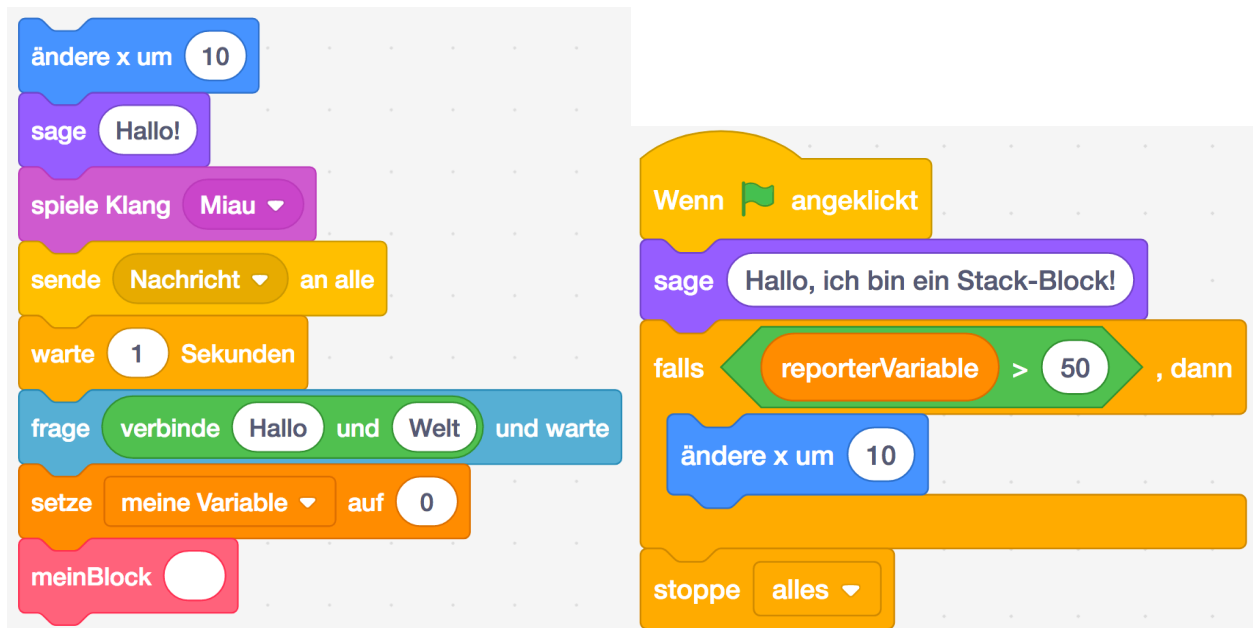 ändere x um 10
sage Hallo!
spiele Klang Miau
sende Nachricht an alle
warte 1 Sekunden
frage verbinde Hallo und Welt und warte
setze meine Variable auf 0
meinBlock
Wenn angeklickt
sage Hallo, ich bin ein Stack-Block!
falls reporterVariable > 50 , dann
ändere x um 10
stoppe alles